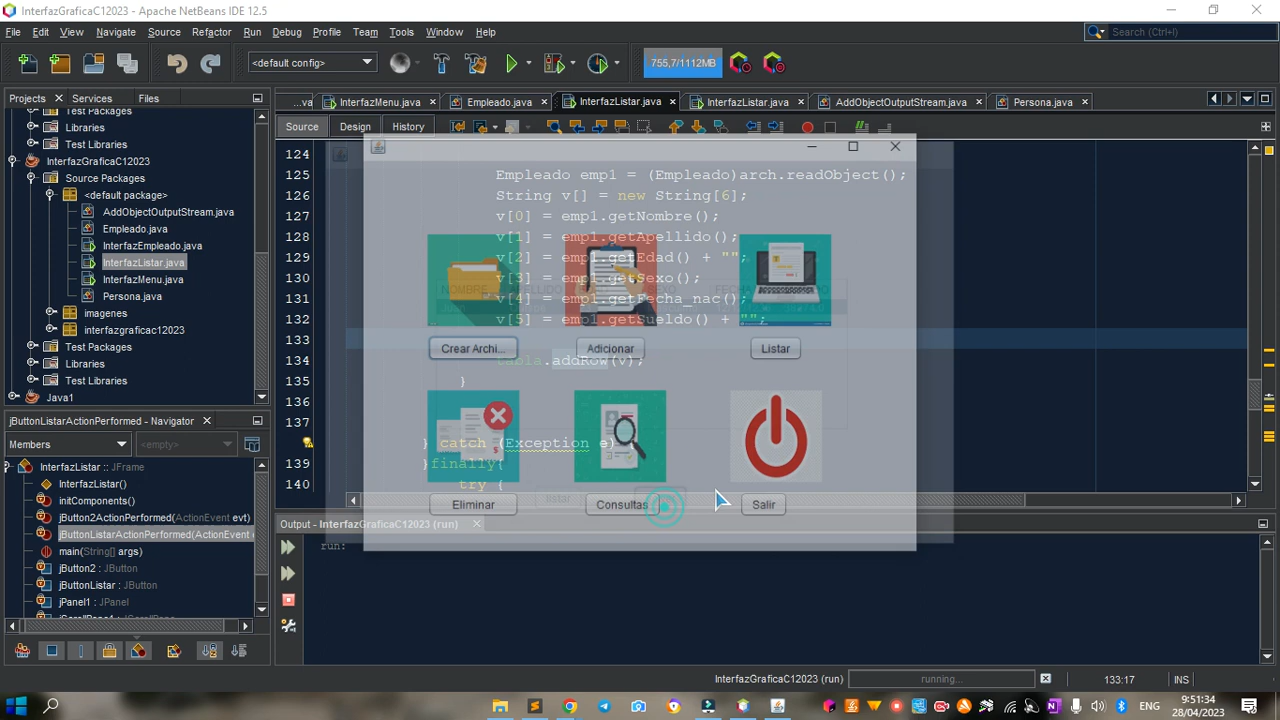 InterfazGraficaC12023 - Apache NetBeans IDE 12.5
File Edit View Navigate Source Refactor Run Debug Profile Team Tools Window Help
Search (Ctrl+I)
<default config>
755,7/1112MB
Projects Services Files
...va InterfazMenu.java Empleado.java InterfazListar.java InterfazListar.java AddObjectOutputStream.java Persona.java
Source Design History
Test Packages
Libraries
Test Libraries
InterfazGraficaC12023
Source Packages
<default package>
AddObjectOutputStream.java
Empleado.java
InterfazEmpleado.java
InterfazListar.java
InterfazMenu.java
Persona.java
imagenes
interfazgraficac12023
Test Packages
Libraries
Test Libraries
Java1
124
125 Empleado emp1 = (Empleado)arch.readObject();
126 String v[] = new String[6];
127 v[0] = emp1.getNombre();
128 v[1] = emp1.getApellido();
129 v[2] = emp1.getEdad() + "";
130 v[3] = emp1.getSexo();
131 v[4] = emp1.getFecha_nac();
132 v[5] = emp1.getSueldo() + "";
133
134 tabla.addRow(v);
135 }
136
137
} catch (Exception e) {
139 }finally{
140 try {
Crear Archi... Adicionar Listar
Eliminar Consultas Salir
listar
jButtonListarActionPerformed - Navigator
Members <empty>
InterfazListar :: JFrame
InterfazListar()
initComponents()
jButton2ActionPerformed(ActionEvent evt)
jButtonListarActionPerformed(ActionEvent
main(String[] args)
jButton2 : JButton
jButtonListar : JButton
jPanel1 : JPanel
Output - InterfazGraficaC12023 (run)
run:
InterfazGraficaC12023 (run) running... 133:17 INS
ENG
9:51:34
28/04/2023